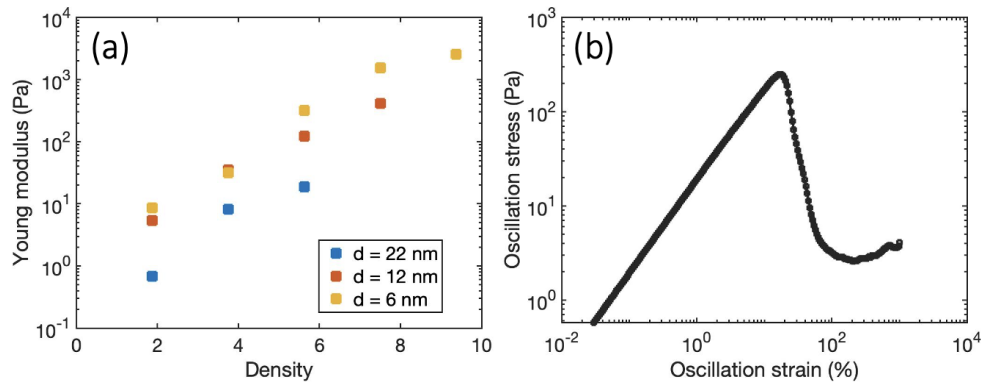 (a)
Young modulus (Pa)
10^4
10^3
10^2
10^1
10^0
10^-1
0 2 4 6 8 10
Density
d = 22 nm
d = 12 nm
d = 6 nm
(b)
Oscillation stress (Pa)
10^3
10^2
10^1
10^0
10^-2 10^0 10^2 10^4
Oscillation strain (%)